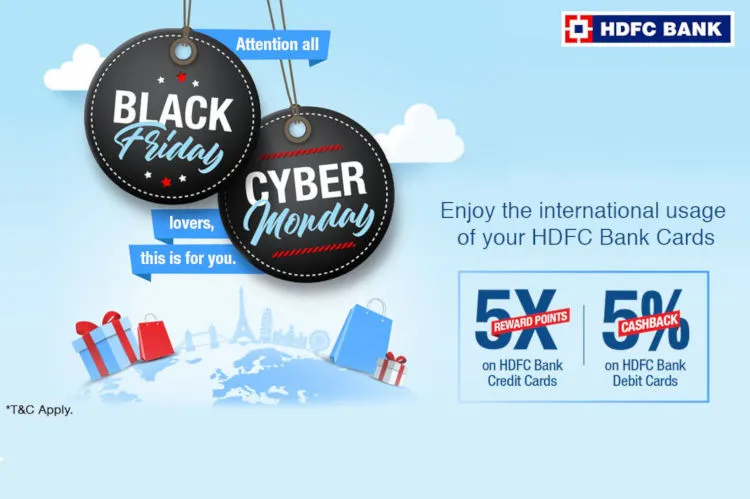 Attention all
BLACK
Friday
CYBER
Monday
lovers,
this is for you.
HDFC BANK
Enjoy the international usage
of your HDFC Bank Cards
5X
REWARD POINTS
on HDFC Bank
Credit Cards
5%
CASHBACK
on HDFC Bank
Debit Cards
*T&C Apply.